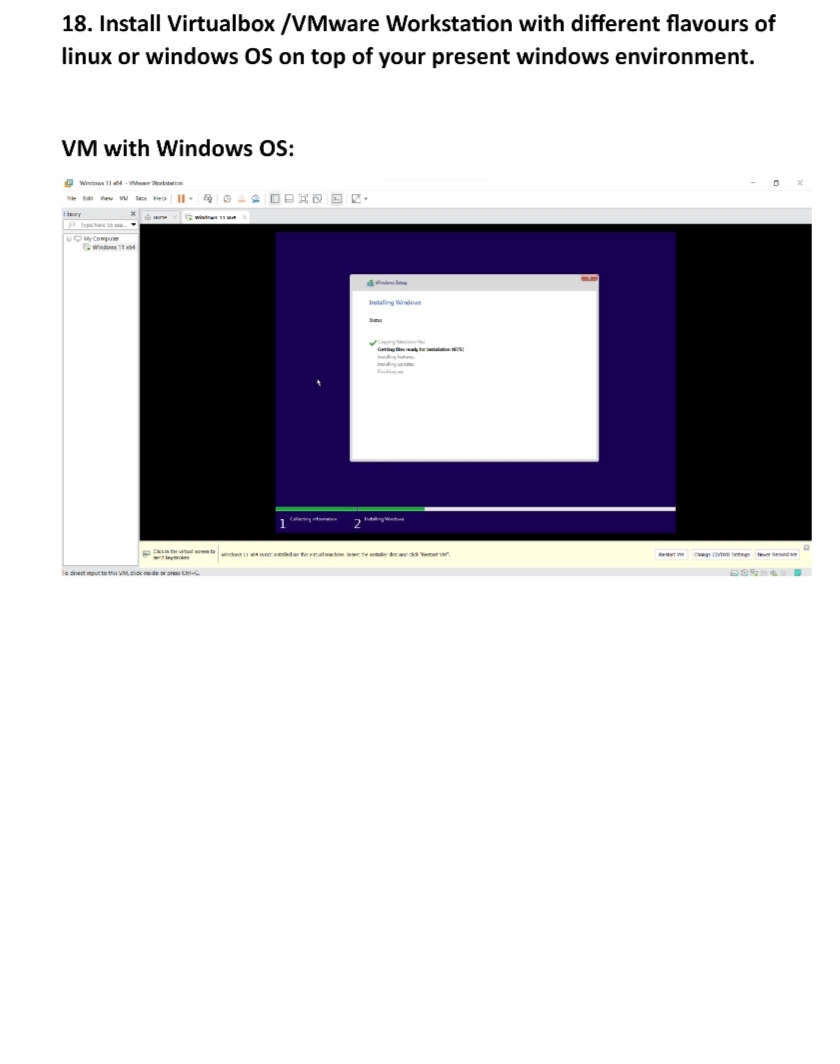 18. Install Virtualbox /VMware Workstation with different flavours of
linux or windows OS on top of your present windows environment.
VM with Windows OS:
Windows 11 x64 - VMware Workstation
File Edit View VM Tabs Help
Library
Type here to sea...
Home
Windows 11 x64
My Computer
Windows 11 x64
Windows Setup
Installing Windows
Status
Copying Windows files
Getting files ready for installation
Installing features
Installing updates
Finishing up
1 Collecting information
2 Installing Windows
Click in the virtual screen to
send keystrokes
Windows 11 x64 is not installed on the virtual machine. Insert the installer disc and click "Restart VM".
Restart VM
Change CD/DVD Settings
Never Remind Me
To direct input to this VM, click inside or press Ctrl+G.